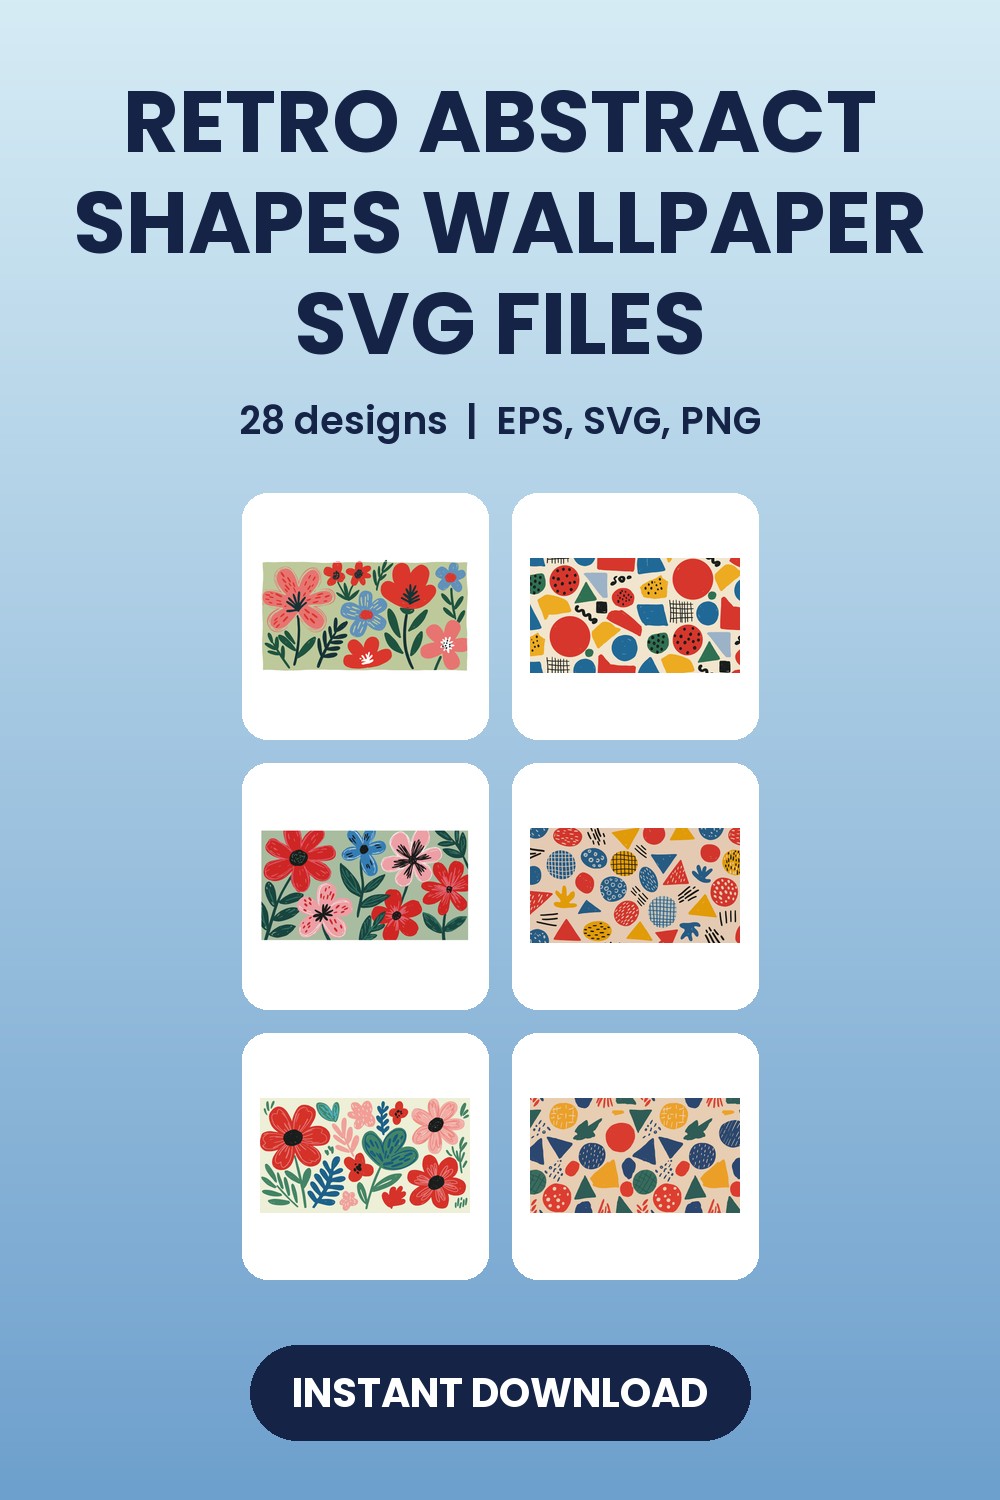 RETRO ABSTRACT
SHAPES WALLPAPER
SVG FILES
28 designs | EPS, SVG, PNG
INSTANT DOWNLOAD